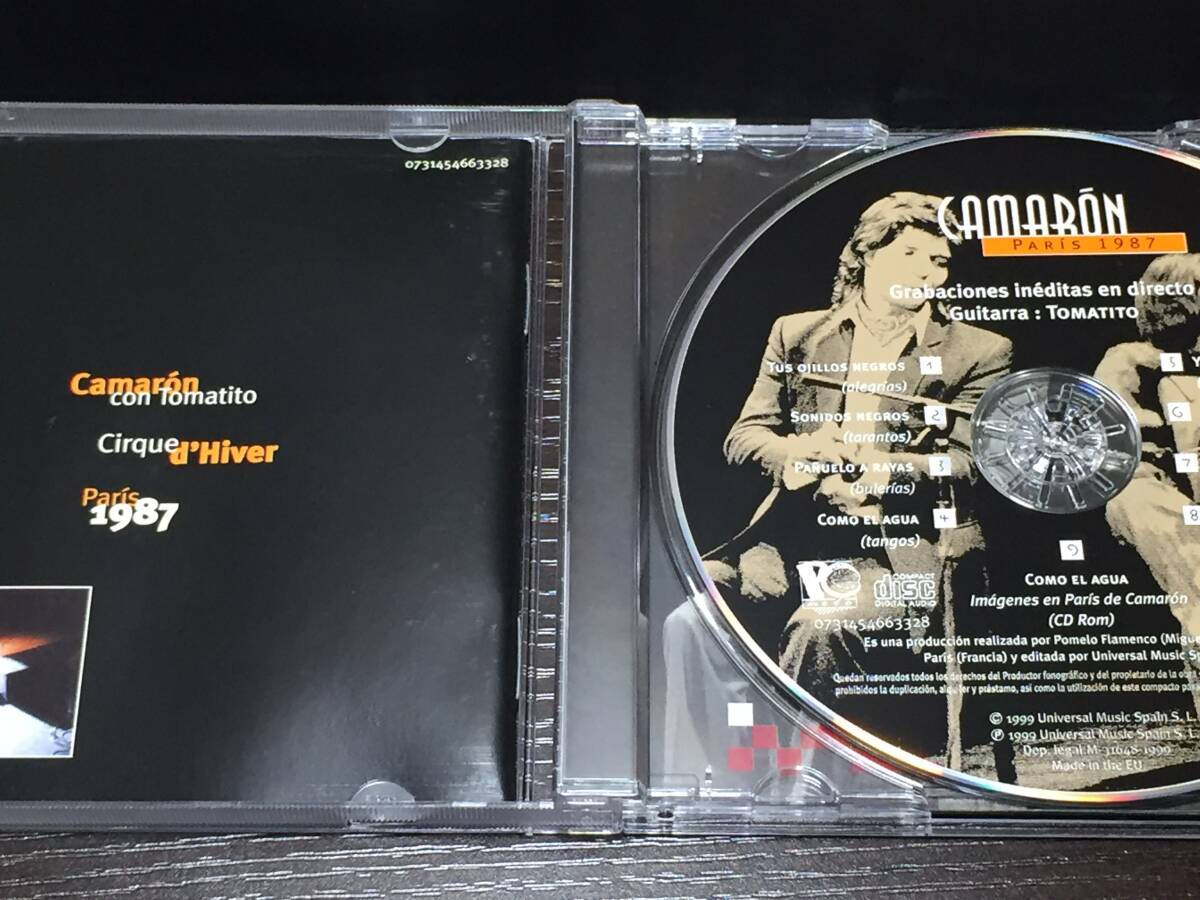 0731454663328
Camarón
con Tomatito
Cirque
d'Hiver
París
1987
CAMARÓN
PARÍS 1987
Grabaciones inéditas en directo
Guitarra : TOMATITO
TUS OJILLOS NEGROS 1
(alegrías)
SONIDOS NEGROS 2
(tarantos)
PAÑUELO A RAYAS 3
(bulerías)
COMO EL AGUA 4
(tangos)
5 Y
6
7
8
9
COMO EL AGUA
Imágenes en París de Camarón
(CD Rom)
COMPACT
disc
DIGITAL AUDIO
0731454663328
Es una producción realizada por Pomelo Flamenco
París (Francia) y editada por Universal Music
Quedan reservados todos los derechos del Productor fonográfico y del propietario de la obra
prohibidos la duplicación, alquiler y préstamo, así como la utilización de este compacto
© 1999 Universal Music Spain S. L.
℗ 1999 Universal Music Spain S. L.
Dep. legal M-31648-1999
Made in the EU